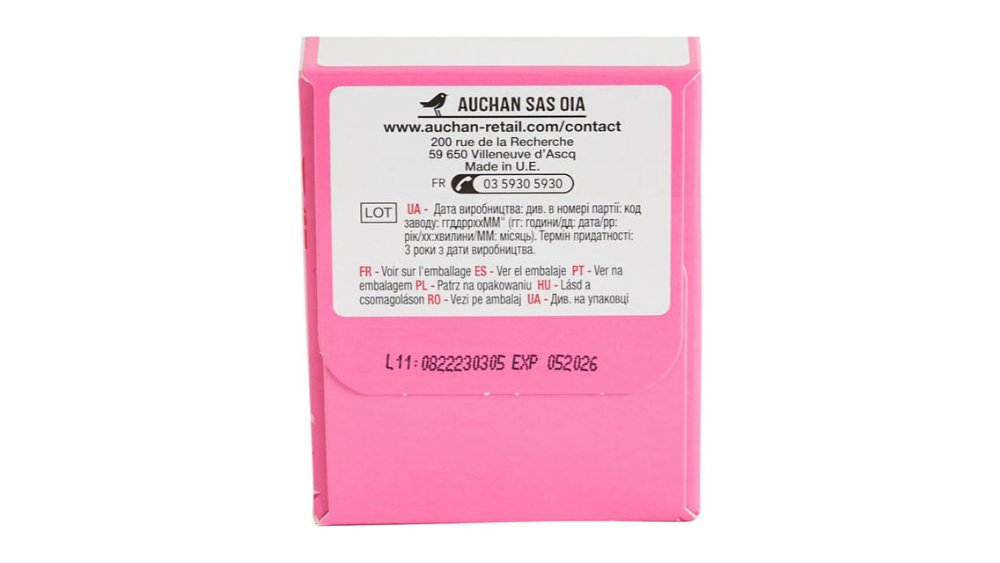 AUCHAN SAS OIA
www.auchan-retail.com/contact
200 rue de la Recherche
59 650 Villeneuve d'Ascq
Made in U.E.
FR 03 5930 5930
LOT UA - Дата виробництва: див. в номері партії: код
заводу: ггддррххММ" (гг: години/дд: дата/рр:
рік/хх:хвилини/ММ: місяць). Термін придатності:
3 роки з дати виробництва.
FR - Voir sur l'emballage ES - Ver el embalaje PT - Ver na
embalagem PL - Patrz na opakowaniu HU - Lásd a
csomagoláson RO - Vezi pe ambalaj UA - Див. на упаковці
L11:0822230305 EXP 052026